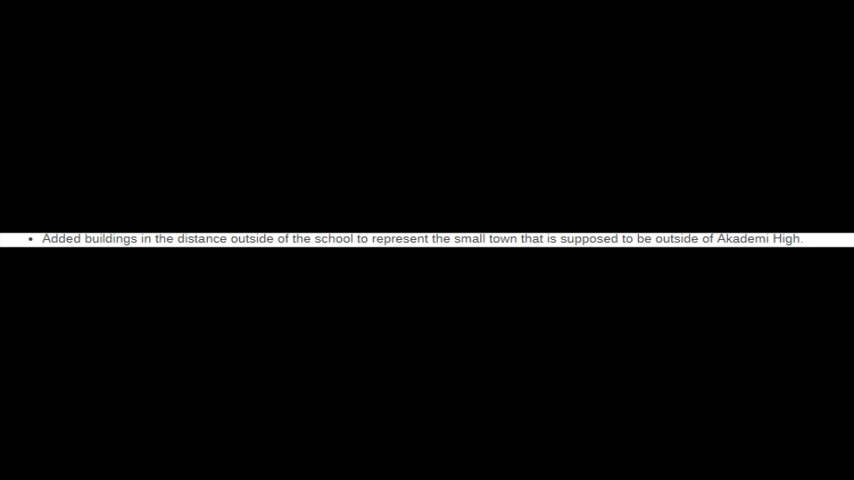 • Added buildings in the distance outside of the school to represent the small town that is supposed to be outside of Akademi High.